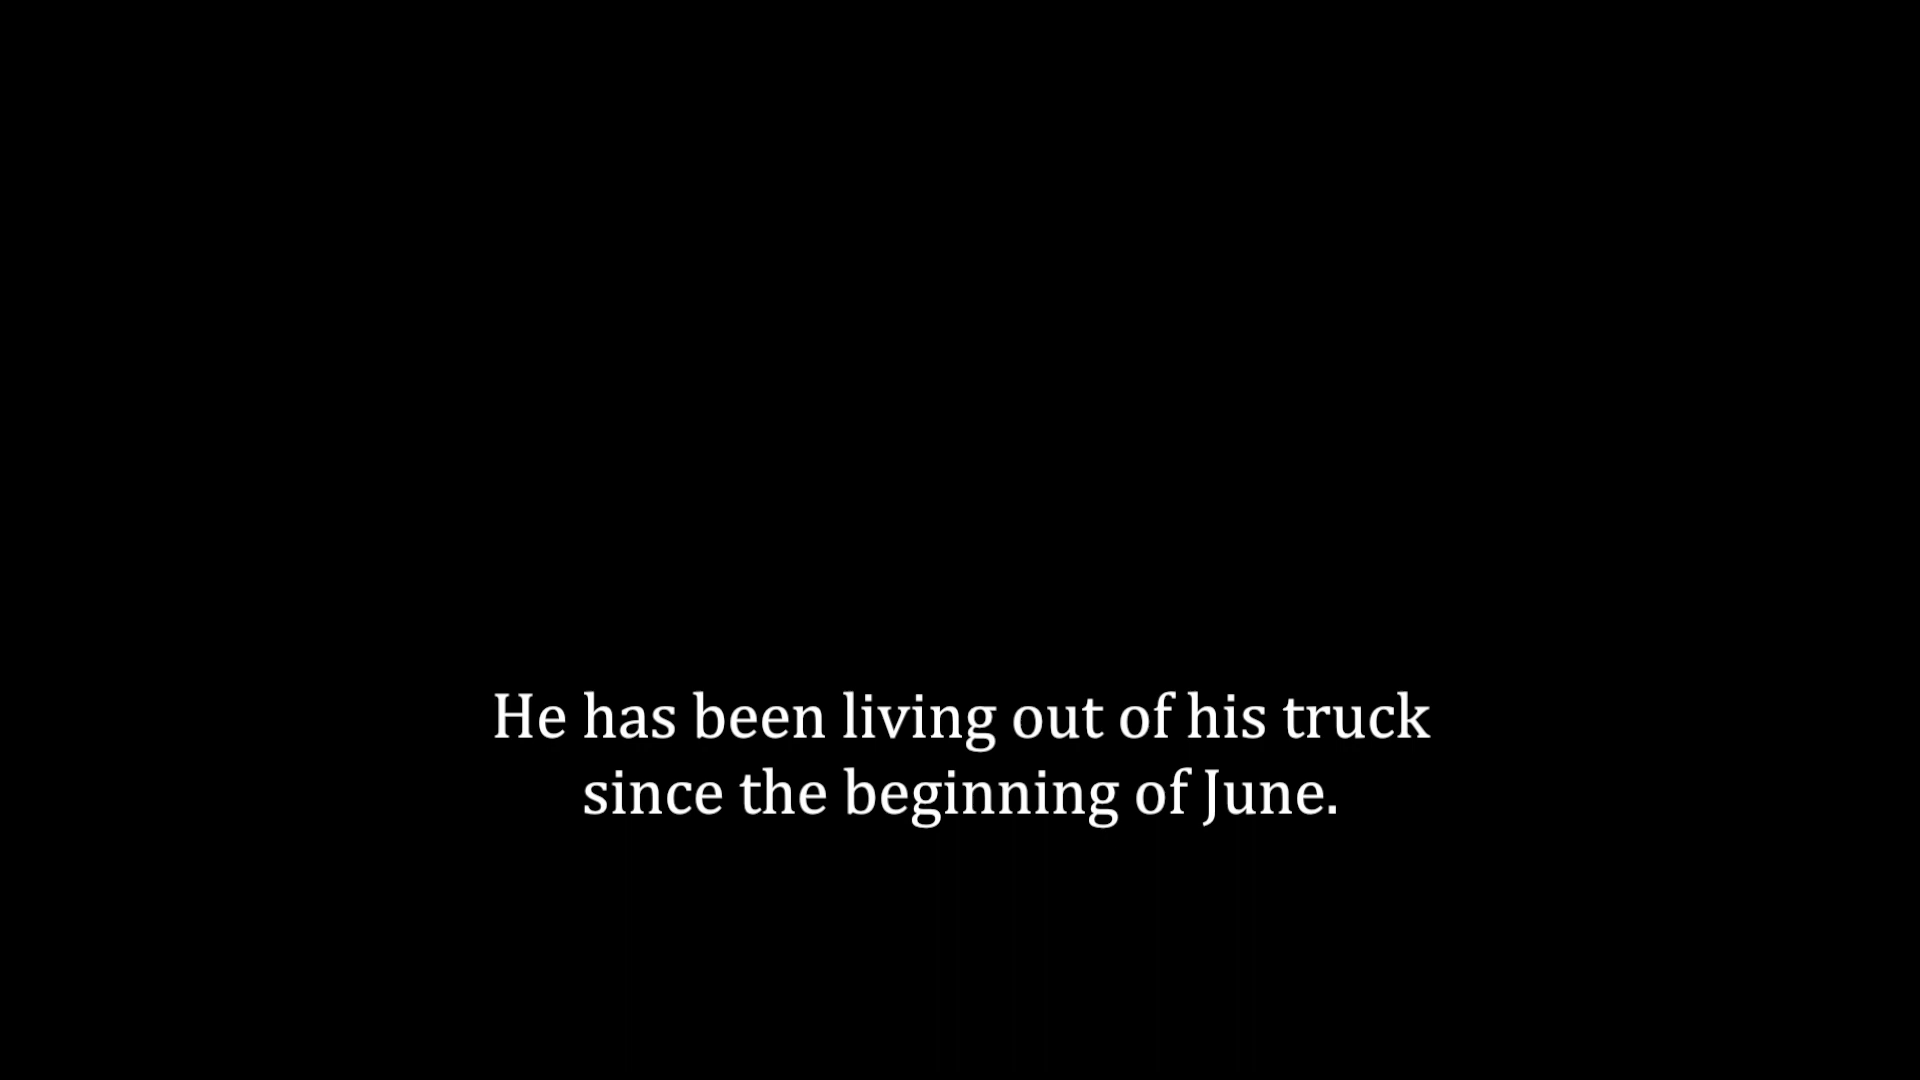 He has been living out of his truck
since the beginning of June.